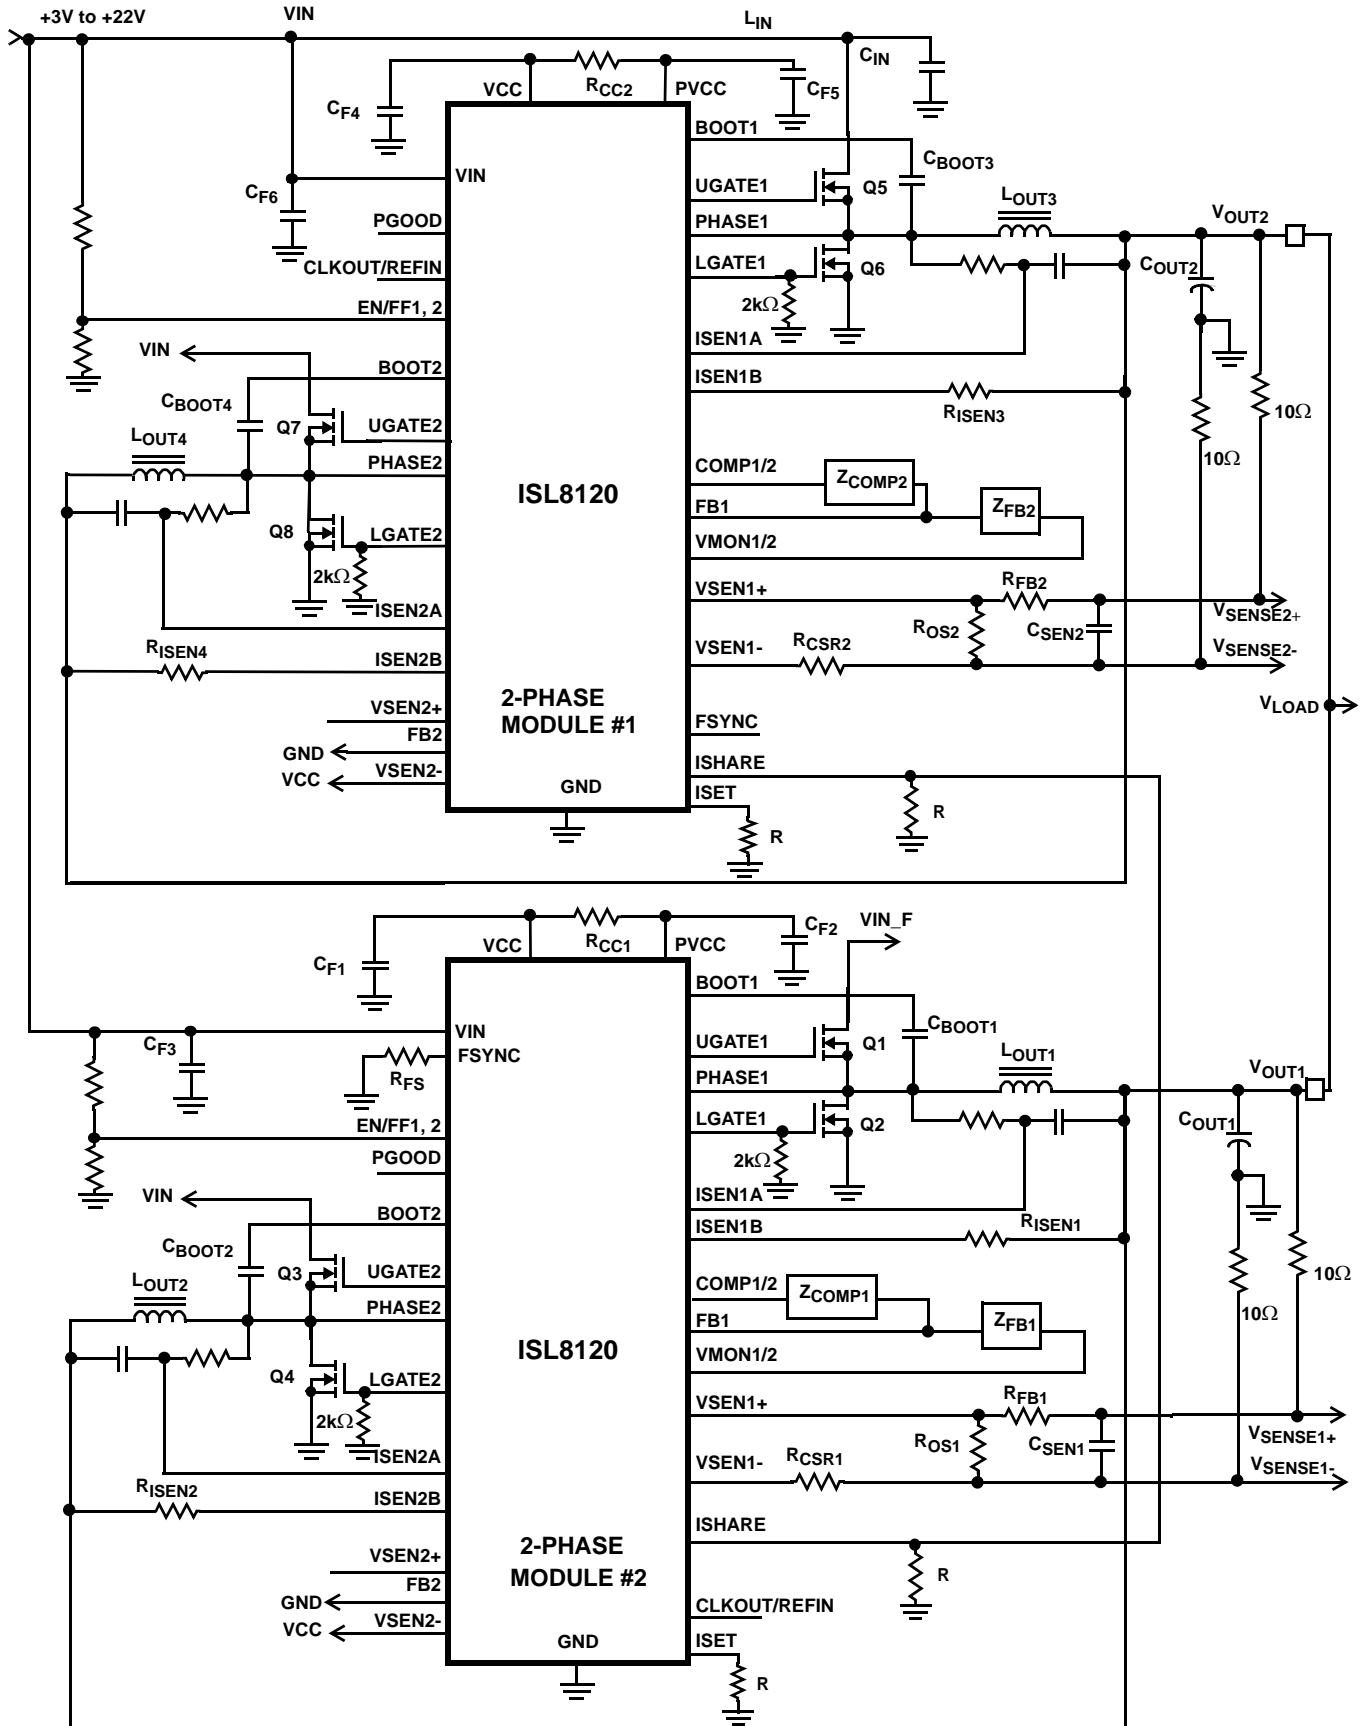 +3V to +22V
VIN
LIN
CIN
VCC
RCC2
PVCC
CF4
CF5
BOOT1
CBOOT3
VIN
CF6
UGATE1
Q5
LOUT3
VOUT2
PGOOD
PHASE1
CLKOUT/REFIN
LGATE1
Q6
COUT2
2kΩ
EN/FF1, 2
VIN
ISEN1A
BOOT2
ISEN1B
CBOOT4
RISEN3
10Ω
Q7
UGATE2
LOUT4
10Ω
PHASE2
COMP1/2
ZCOMP2
ISL8120
FB1
ZFB2
Q8
LGATE2
VMON1/2
2kΩ
VSEN1+
RFB2
ISEN2A
VSENSE2+
ROS2
CSEN2
RISEN4
ISEN2B
VSEN1-
RCSR2
VSENSE2-
2-PHASE
MODULE #1
VSEN2+
FB2
GND
VCC
VSEN2-
FSYNC
VLOAD
ISHARE
GND
ISET
R
R
VCC
RCC1
PVCC
CF1
CF2
VIN_F
BOOT1
CBOOT1
VIN
FSYNC
CF3
RFS
UGATE1
Q1
LOUT1
VOUT1
PHASE1
EN/FF1, 2
LGATE1
Q2
COUT1
PGOOD
2kΩ
VIN
ISEN1A
BOOT2
ISEN1B
RISEN1
CBOOT2
Q3
UGATE2
COMP1/2
ZCOMP1
10Ω
LOUT2
PHASE2
FB1
ZFB1
10Ω
ISL8120
VMON1/2
Q4
LGATE2
2kΩ
VSEN1+
RFB1
VSENSE1+
ISEN2A
ROS1
CSEN1
VSEN1-
RCSR1
VSENSE1-
RISEN2
ISEN2B
ISHARE
2-PHASE
MODULE #2
VSEN2+
FB2
GND
VCC
VSEN2-
R
CLKOUT/REFIN
GND
ISET
R